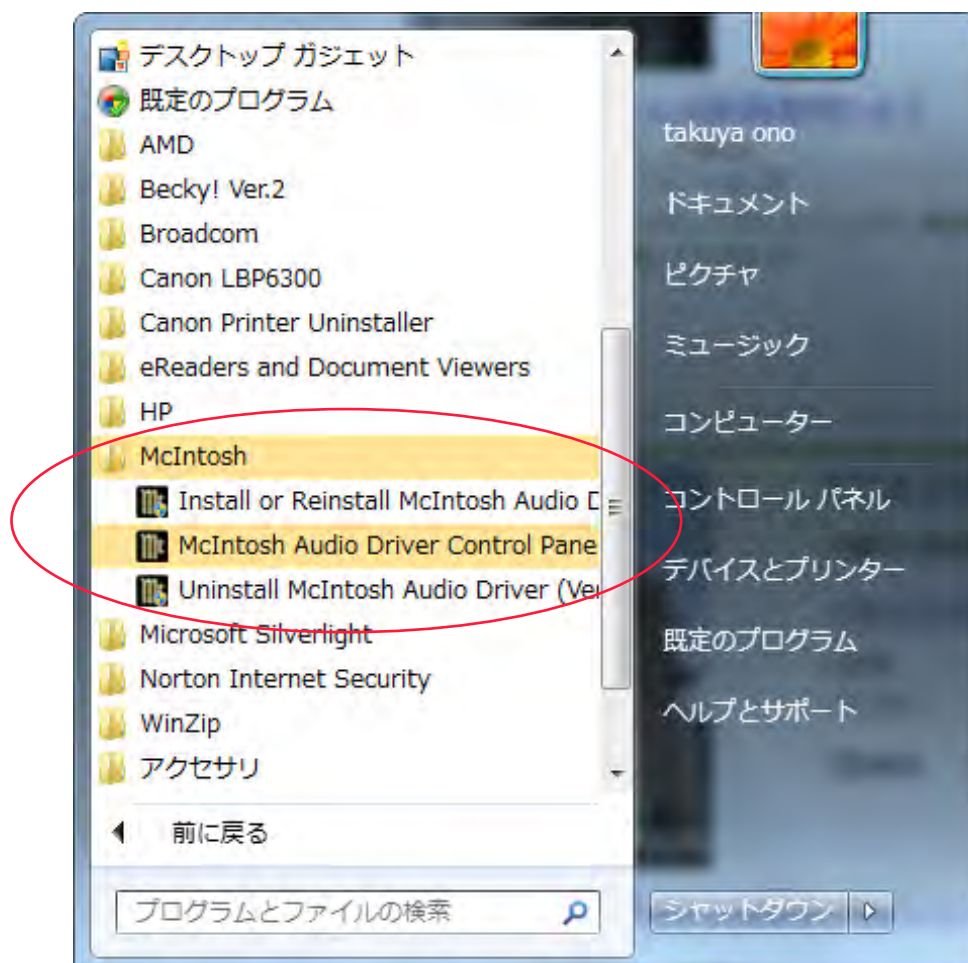 デスクトップ ガジェット
既定のプログラム
AMD
Becky! Ver.2
Broadcom
Canon LBP6300
Canon Printer Uninstaller
eReaders and Document Viewers
HP
McIntosh
Install or Reinstall McIntosh Audio D
McIntosh Audio Driver Control Pane
Uninstall McIntosh Audio Driver (Ver
Microsoft Silverlight
Norton Internet Security
WinZip
アクセサリ
前に戻る
プログラムとファイルの検索
takuya ono
ドキュメント
ピクチャ
ミュージック
コンピューター
コントロール パネル
デバイスとプリンター
既定のプログラム
ヘルプとサポート
シャットダウン